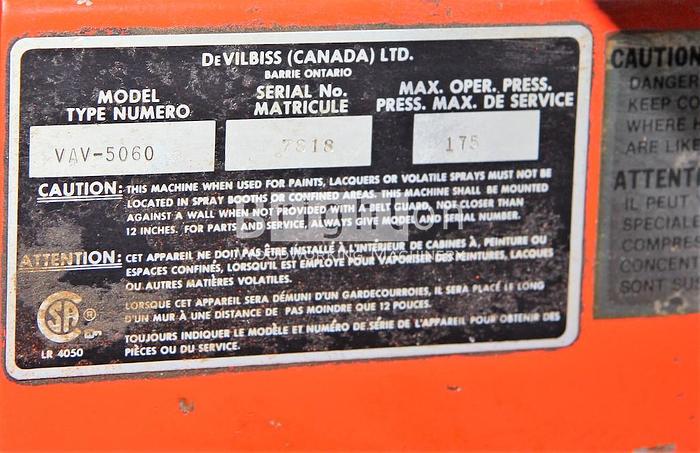 DEVILBISS (CANADA) LTD.
BARRIE ONTARIO
MODEL
TYPE NUMERO
SERIAL No.
MATRICULE
MAX. OPER. PRESS.
PRESS. MAX. DE SERVICE
VAV-5060
7818
175
CAUTION: THIS MACHINE WHEN USED FOR PAINTS, LACQUERS OR VOLATILE SPRAYS MUST NOT BE
LOCATED IN SPRAY BOOTHS OR CONFINED AREAS. THIS MACHINE SHALL BE MOUNTED
AGAINST A WALL WHEN NOT PROVIDED WITH A BELT GUARD, NOT CLOSER THAN
12 INCHES. FOR PARTS AND SERVICE, ALWAYS GIVE MODEL AND SERIAL NUMBER.
ATTENTION: CET APPAREIL NE DOIT PAS ÊTRE INSTALLÉ À L'INTÉRIEUR DE CABINES À, PEINTURE OU
ESPACES CONFINÉS, LORSQU'IL EST EMPLOYÉ POUR VAPORISER DES PEINTURES, LACQUES
OU AUTRES MATIÈRES VOLATILES.
LORSQUE CET APPAREIL SERA DÉMUNI D'UN GARDECOURROIES, IL SERA PLACÉ LE LONG
D'UN MUR À UNE DISTANCE DE PAS MOINDRE QUE 12 POUCES.
TOUJOURS INDIQUER LE MODÈLE ET NUMÉRO DE SÉRIE DE L'APPAREIL POUR OBTENIR DES
PIÈCES OU DU SERVICE.
SA ®
LR 4050
CAUTION
DANGER
KEEP CO
WHERE H
ARE LIKE
ATTENT
IL PEUT
SPECIALE
COMPRE
CONCENT
SONT SUS